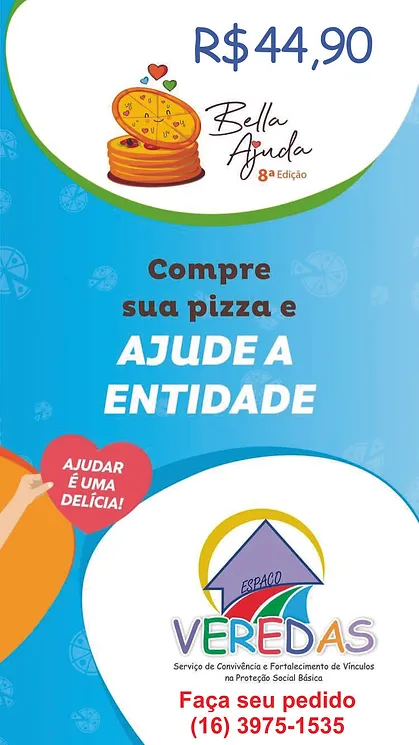 R$ 44,90
Bella
Ajuda
8ª Edição
Compre
sua pizza e
AJUDE A
ENTIDADE
AJUDAR
É UMA
DELÍCIA!
ESPAÇO
VEREDAS
Serviço de Convivência e Fortalecimento de Vínculos
na Proteção Social Básica
Faça seu pedido
(16) 3975-1535